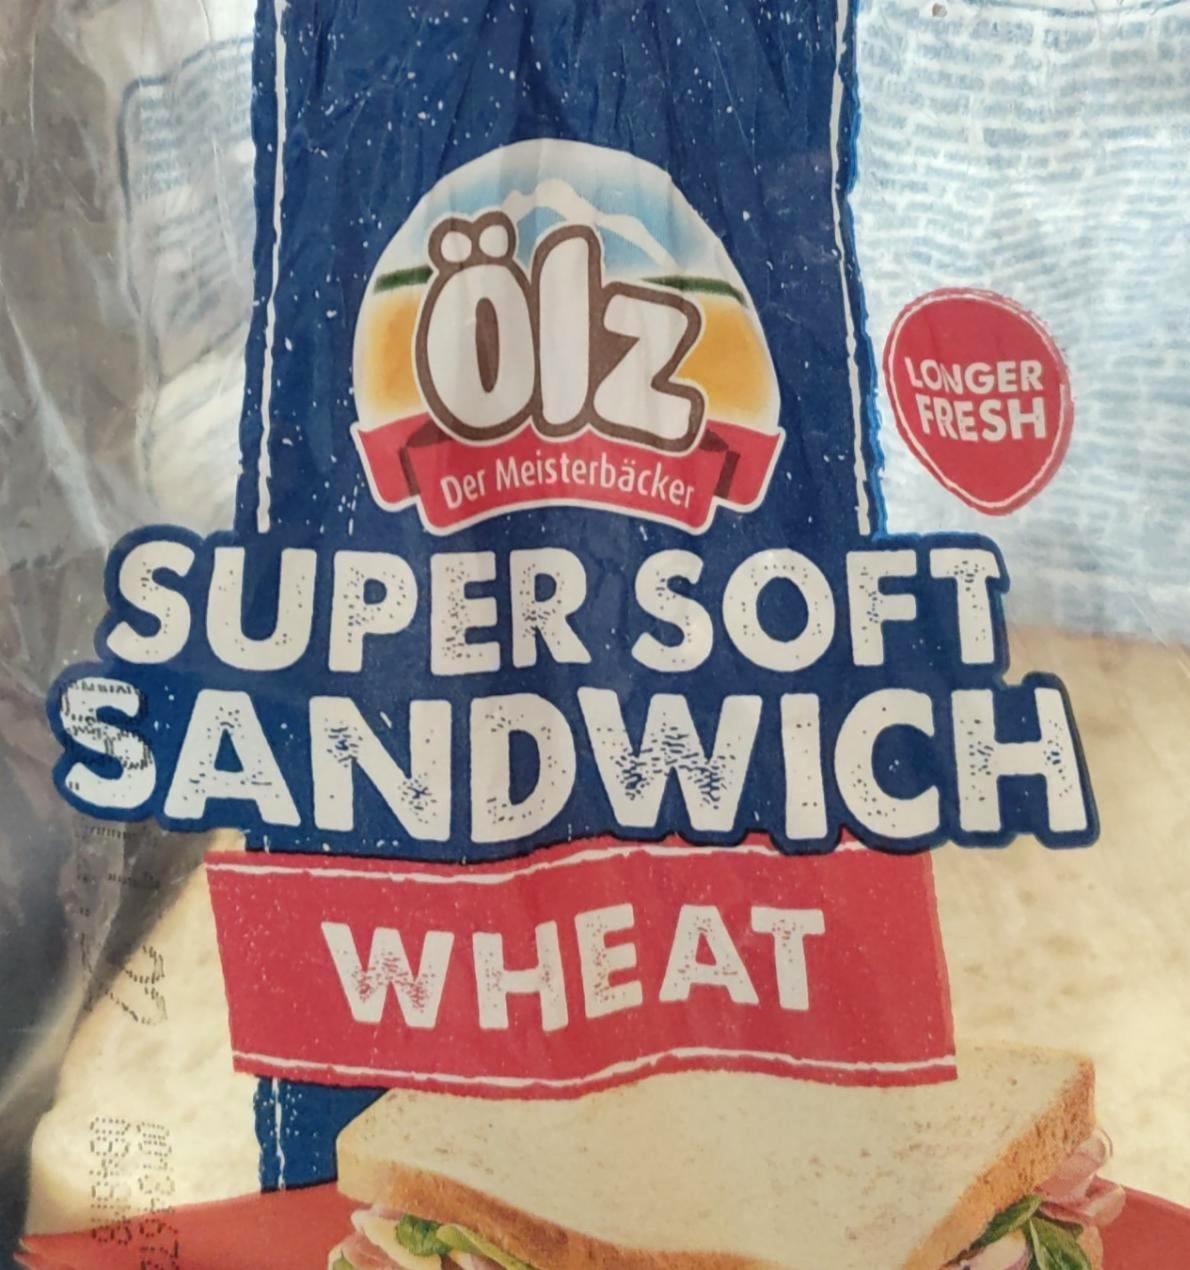 ölz
Der Meisterbäcker
LONGER
FRESH
SUPER SOFT
SANDWICH
WHEAT